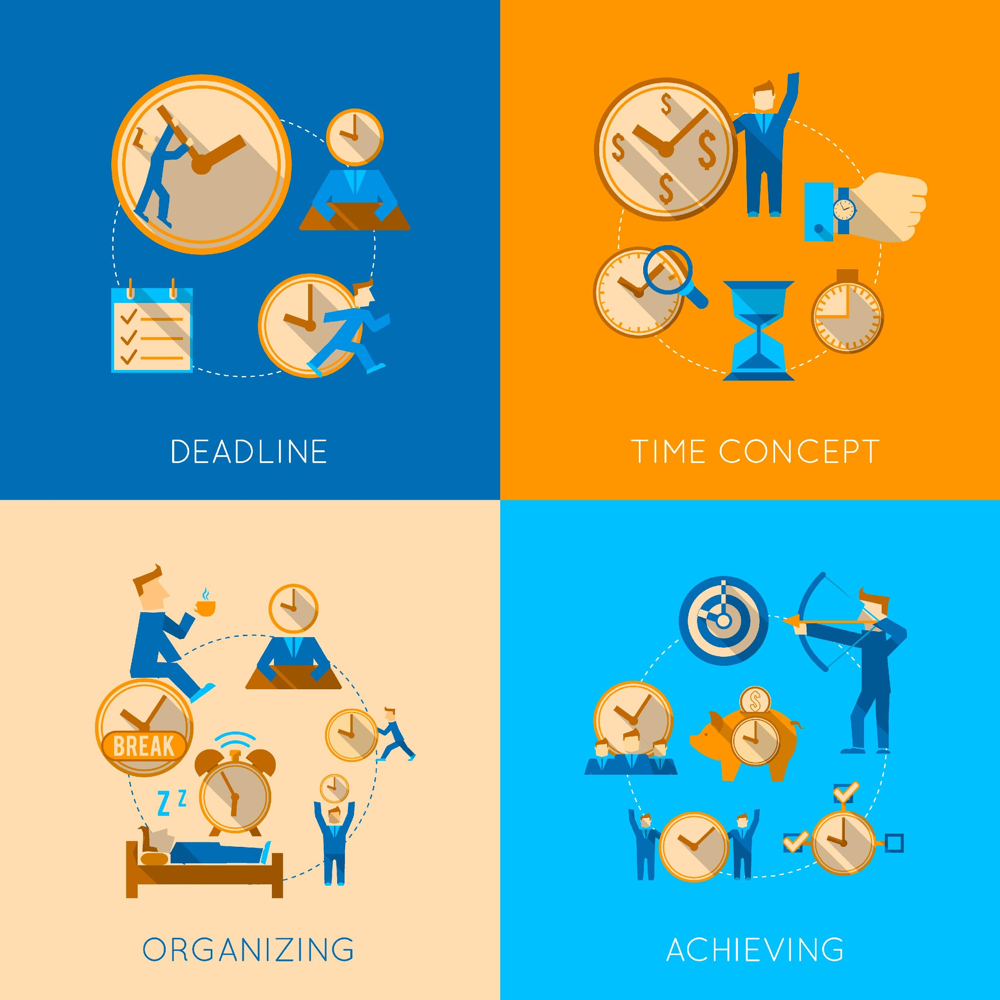 $
$
$
$
DEADLINE
TIME CONCEPT
BREAK
Z Z
$
ORGANIZING
ACHIEVING